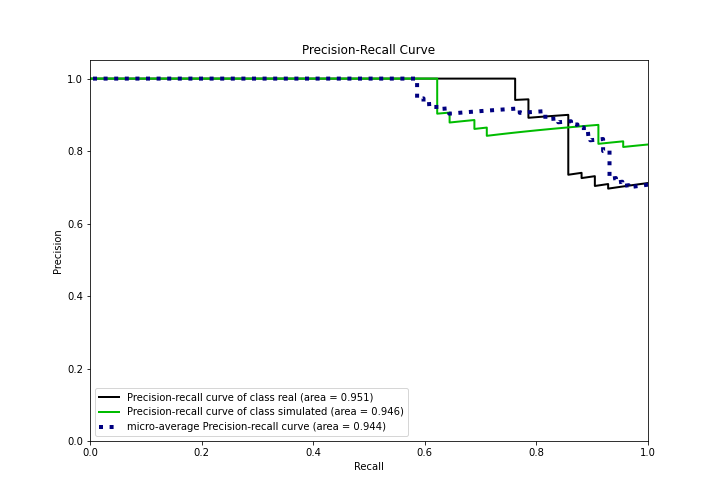 Precision-Recall Curve
1.0
0.8
0.6
0.4
0.2
0.0
Precision
Precision-recall curve of class real (area = 0.951)
Precision-recall curve of class simulated (area = 0.946)
micro-average Precision-recall curve (area = 0.944)
0.0 0.2 0.4 0.6 0.8 1.0
Recall